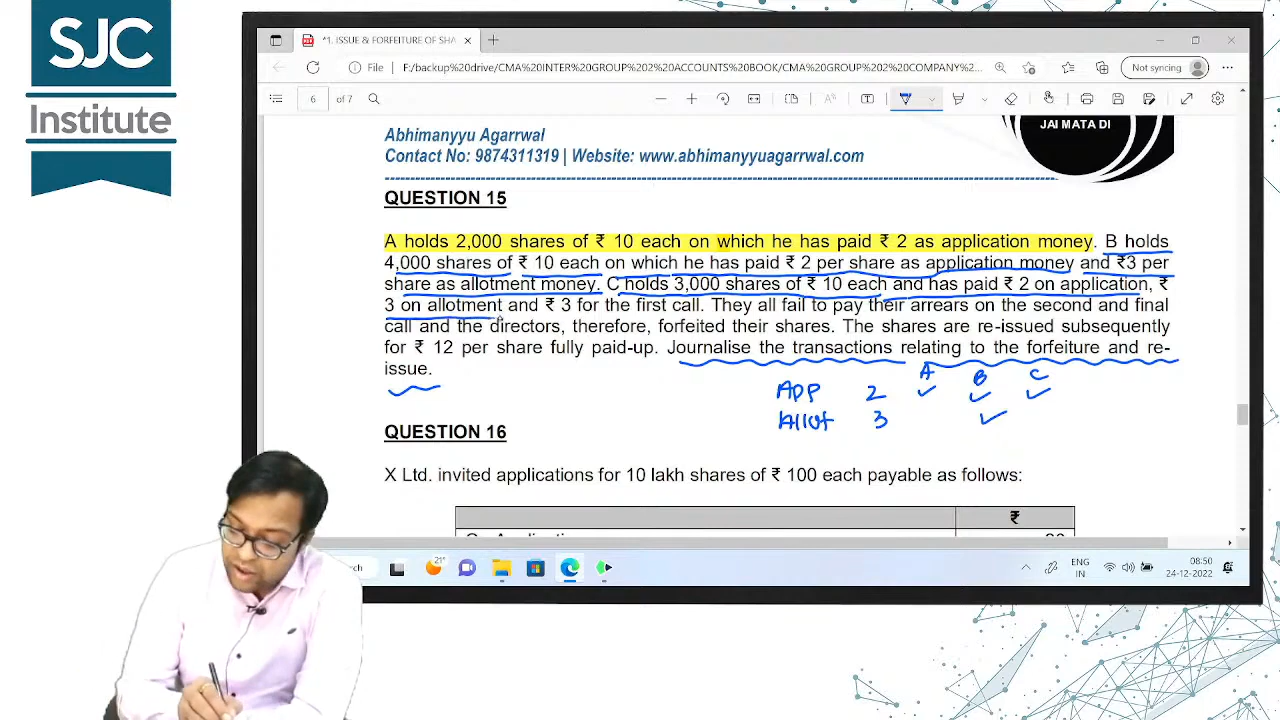 SJC
Institute
*1. ISSUE & FORFEITURE OF SHA
File F:/backup%20drive/CMA%20INTER%20GROUP%202%20ACCOUNTS%20BOOK/CMA%20GROUP%202%20COMPANY%2... Not syncing
6 of 7
JAI MATA DI
Abhimanyyu Agarrwal
Contact No: 9874311319 | Website: www.abhimanyyuagarrwal.com
QUESTION 15
A holds 2,000 shares of ₹ 10 each on which he has paid ₹ 2 as application money. B holds
4,000 shares of ₹ 10 each on which he has paid ₹ 2 per share as application money and ₹3 per
share as allotment money. C holds 3,000 shares of ₹ 10 each and has paid ₹ 2 on application, ₹
3 on allotment and ₹ 3 for the first call. They all fail to pay their arrears on the second and final
call and the directors, therefore, forfeited their shares. The shares are re-issued subsequently
for ₹ 12 per share fully paid-up. Journalise the transactions relating to the forfeiture and re-
issue.
A B C
App 2
Allot 3
QUESTION 16
X Ltd. invited applications for 10 lakh shares of ₹ 100 each payable as follows:
₹
21°
ENG
IN
08:50
24-12-2022